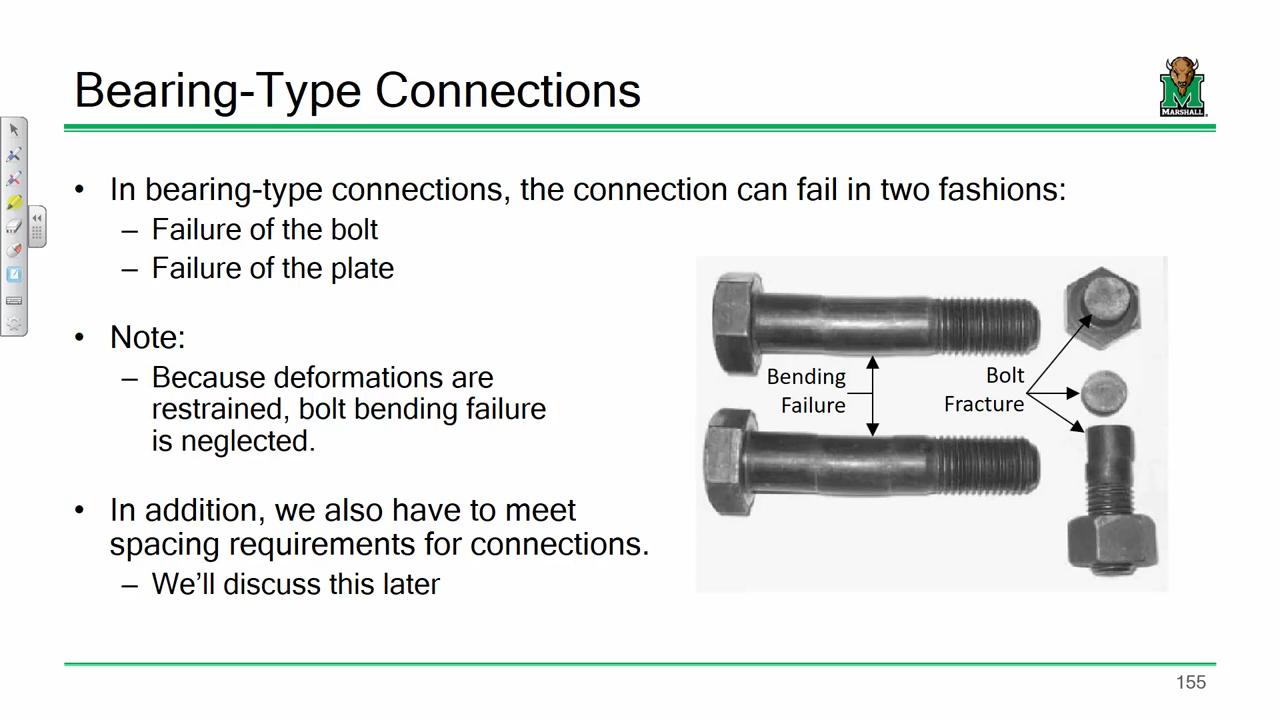 Bearing-Type Connections
MARSHALL
• In bearing-type connections, the connection can fail in two fashions:
– Failure of the bolt
– Failure of the plate
• Note:
– Because deformations are
restrained, bolt bending failure
is neglected.
• In addition, we also have to meet
spacing requirements for connections.
– We’ll discuss this later
Bending
Failure
Bolt
Fracture
155